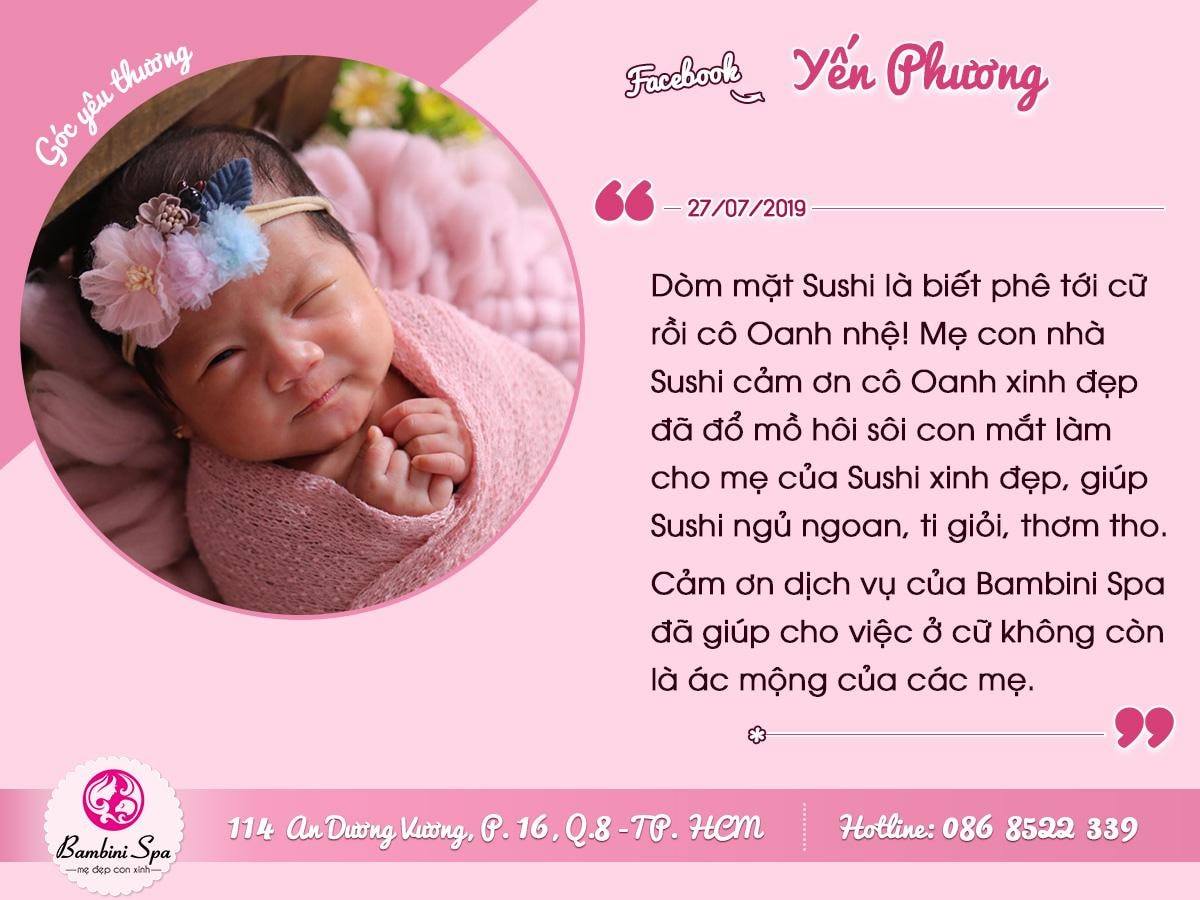 Góc yêu thương
Facebook
Yến Phương
27/07/2019
Dòm mặt Sushi là biết phê tới cữ
rồi cô Oanh nhệ! Mẹ con nhà
Sushi cảm ơn cô Oanh xinh đẹp
đã đổ mồ hôi sôi con mắt làm
cho mẹ của Sushi xinh đẹp, giúp
Sushi ngủ ngoan, ti giỏi, thơm tho.
Cảm ơn dịch vụ của Bambini Spa
đã giúp cho việc ở cữ không còn
là ác mộng của các mẹ.
Bambini Spa
mẹ đẹp con xinh
114 An Dương Vương, P. 16, Q.8 - TP. HCM
Hotline: 086 8522 339